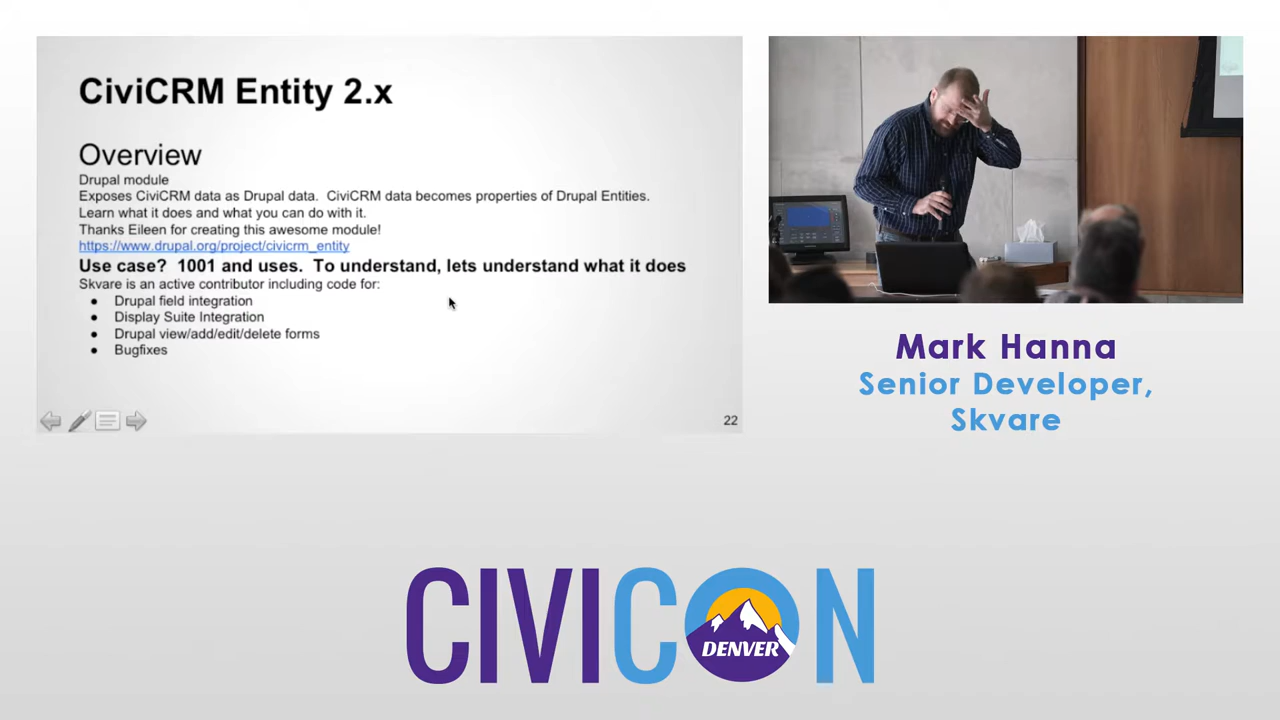 CiviCRM Entity 2.x
Overview
Drupal module
Exposes CiviCRM data as Drupal data.  CiviCRM data becomes properties of Drupal Entities.
Learn what it does and what you can do with it.
Thanks Eileen for creating this awesome module!
https://www.drupal.org/project/civicrm_entity
Use case?  1001 and uses.  To understand, lets understand what it does
Skvare is an active contributor including code for:
● Drupal field integration
● Display Suite Integration
● Drupal view/add/edit/delete forms
● Bugfixes
22
Mark Hanna
Senior Developer,
Skvare
CIVICON
DENVER